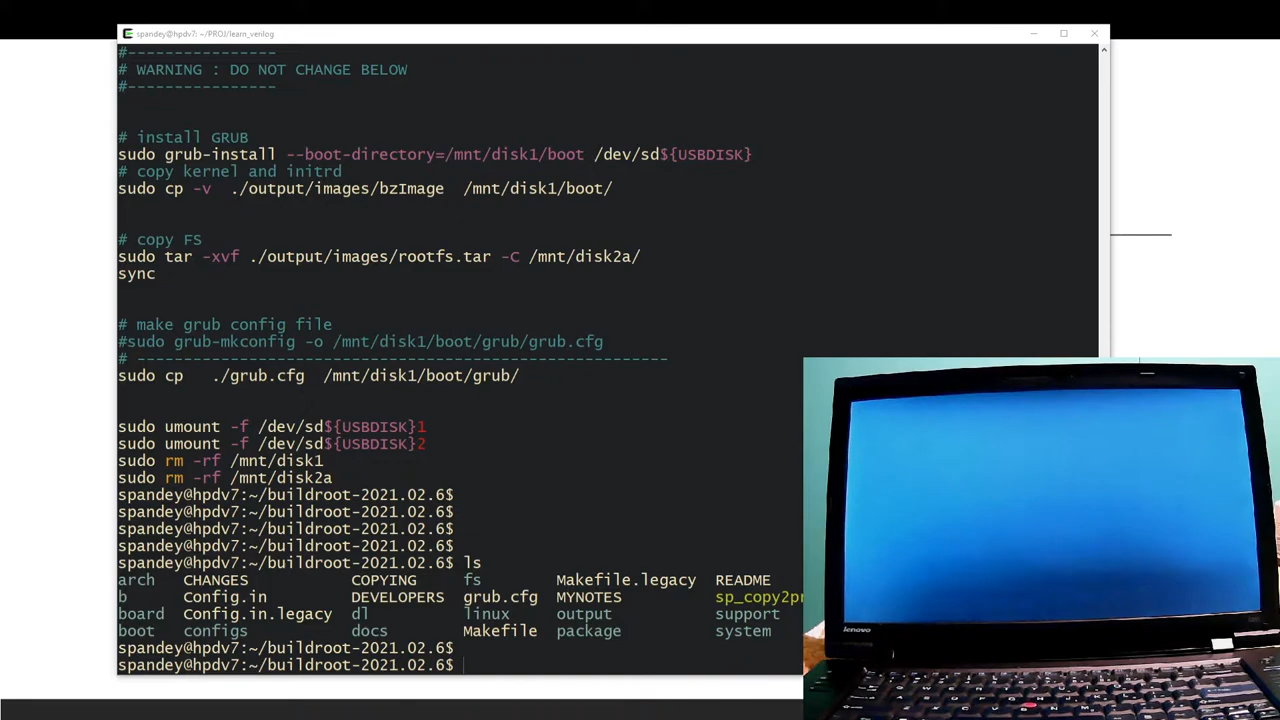 spandey@hpdv7: ~/PROJ/learn_verilog
#---------------
# WARNING : DO NOT CHANGE BELOW
#---------------
# install GRUB
sudo grub-install --boot-directory=/mnt/disk1/boot /dev/sd${USBDISK}
# copy kernel and initrd
sudo cp -v  ./output/images/bzImage  /mnt/disk1/boot/
# copy FS
sudo tar -xvf ./output/images/rootfs.tar -C /mnt/disk2a/
sync
# make grub config file
#sudo grub-mkconfig -o /mnt/disk1/boot/grub/grub.cfg
# ---------------------------------------------------------
sudo cp   ./grub.cfg  /mnt/disk1/boot/grub/
sudo umount -f /dev/sd${USBDISK}1
sudo umount -f /dev/sd${USBDISK}2
sudo rm -rf /mnt/disk1
sudo rm -rf /mnt/disk2a
spandey@hpdv7:~/buildroot-2021.02.6$
spandey@hpdv7:~/buildroot-2021.02.6$
spandey@hpdv7:~/buildroot-2021.02.6$
spandey@hpdv7:~/buildroot-2021.02.6$
spandey@hpdv7:~/buildroot-2021.02.6$ ls
arch   CHANGES           COPYING     fs        Makefile.legacy  README
b      Config.in         DEVELOPERS  grub.cfg  MYNOTES          sp_copy2pr
board  Config.in.legacy  dl          linux     output           support
boot   configs           docs        Makefile  package          system
spandey@hpdv7:~/buildroot-2021.02.6$
spandey@hpdv7:~/buildroot-2021.02.6$
lenovo